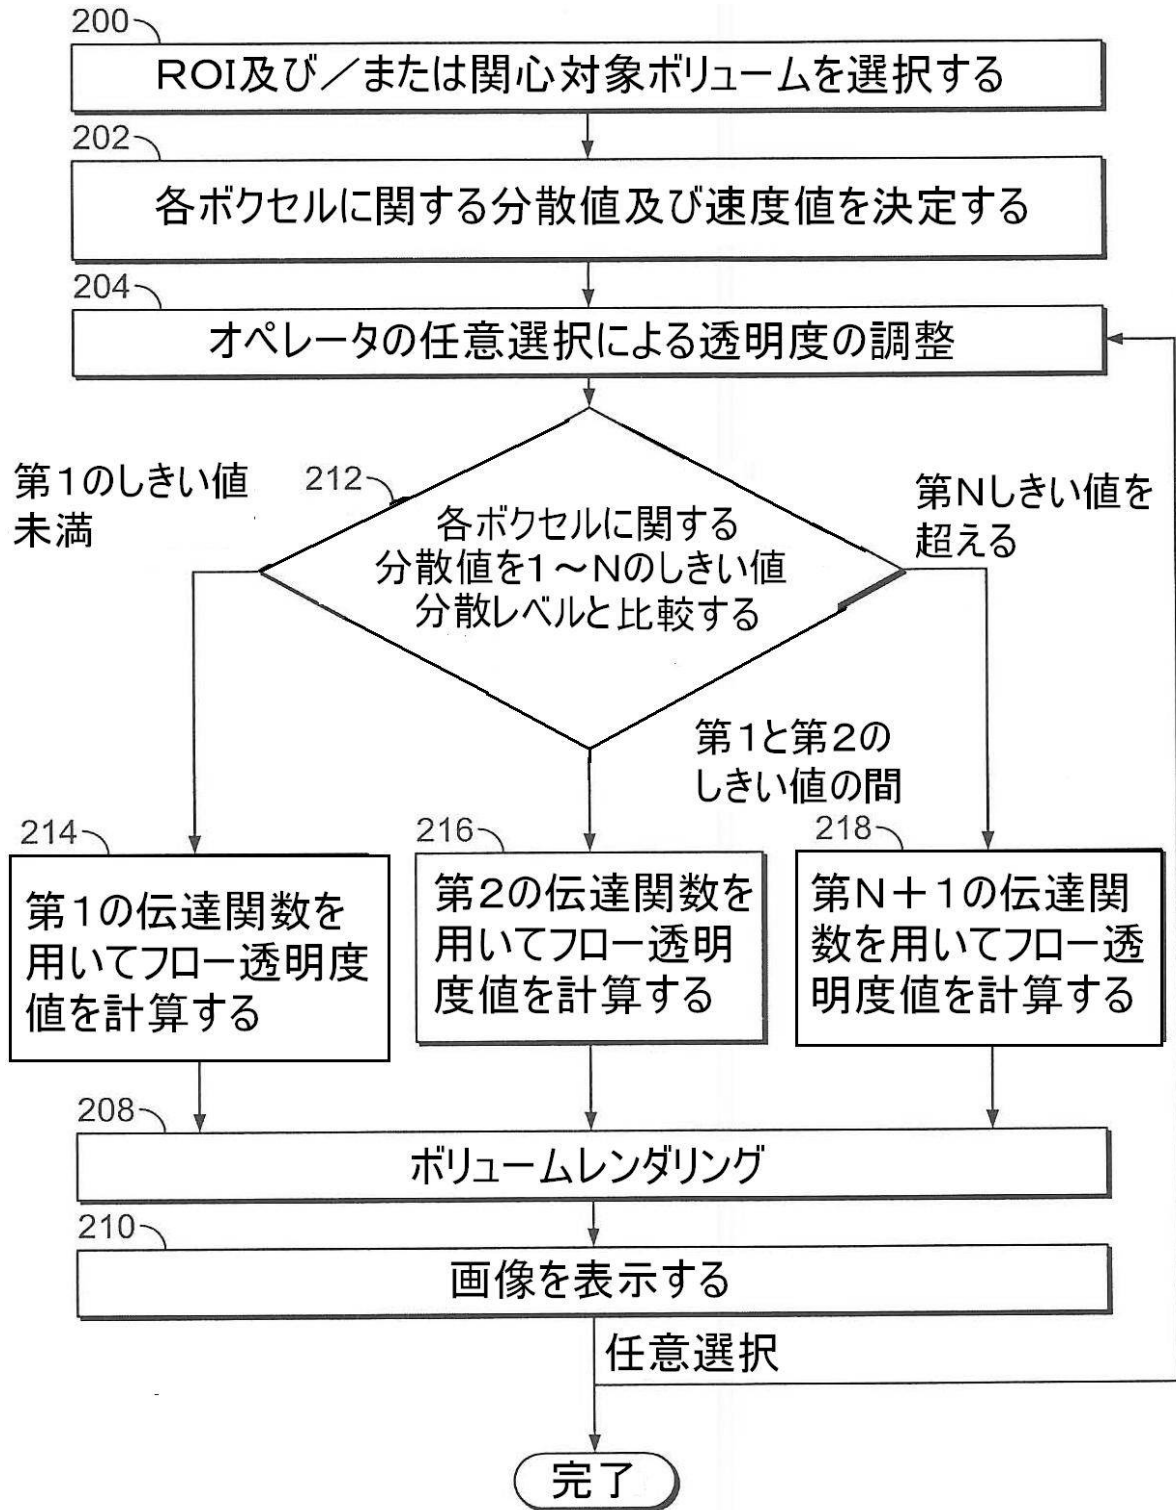 200
ROI及び／または関心対象ボリュームを選択する
202
各ボクセルに関する分散値及び速度値を決定する
204
オペレータの任意選択による透明度の調整
第1のしきい値
未満
212
各ボクセルに関する
分散値を1～Nのしきい値
分散レベルと比較する
第Nしきい値を
超える
第1と第2の
しきい値の間
214
第1の伝達関数を
用いてフロー透明度
値を計算する
216
第2の伝達関数を
用いてフロー透明
度値を計算する
218
第N＋1の伝達関
数を用いてフロー透
明度値を計算する
208
ボリュームレンダリング
210
画像を表示する
任意選択
完了